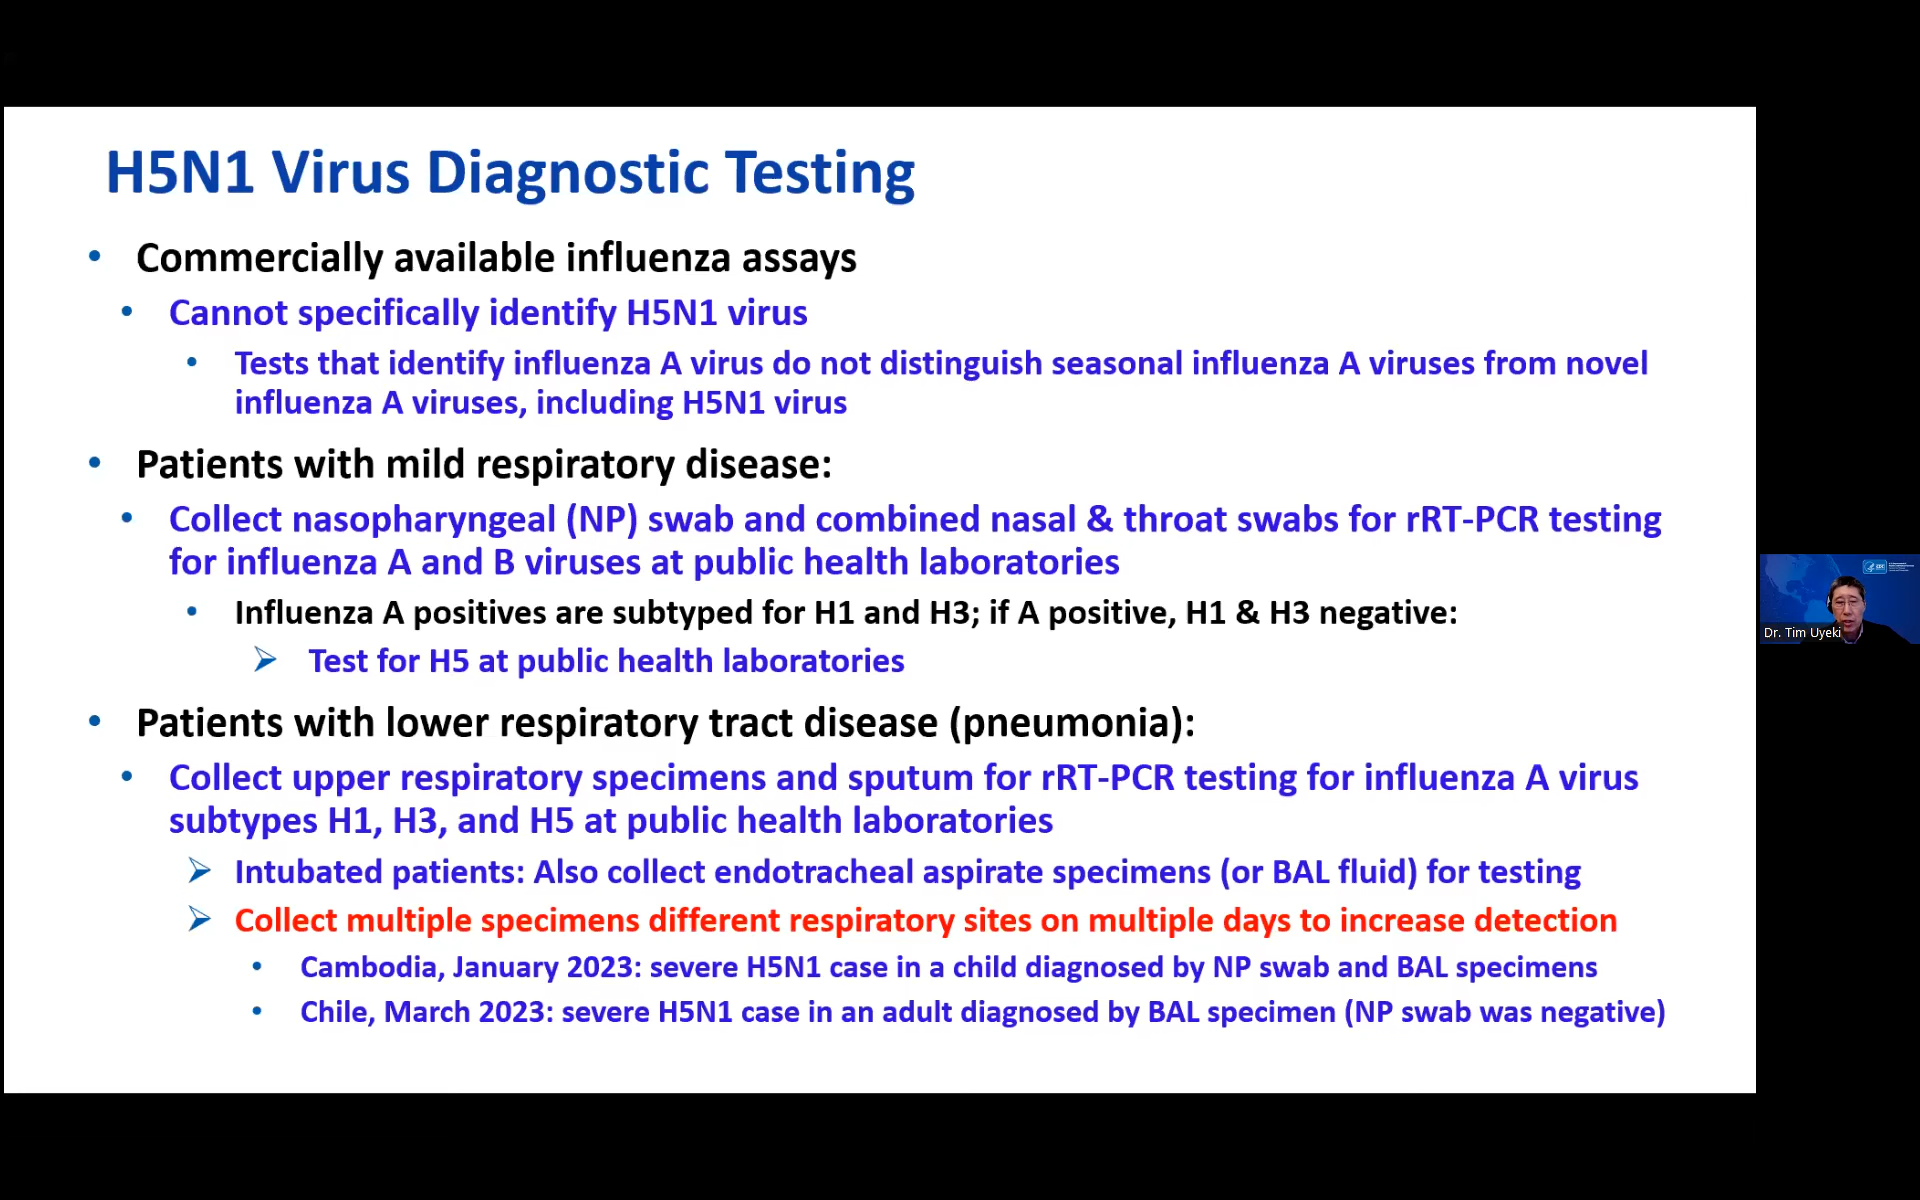 H5N1 Virus Diagnostic Testing
• Commercially available influenza assays
• Cannot specifically identify H5N1 virus
• Tests that identify influenza A virus do not distinguish seasonal influenza A viruses from novel
influenza A viruses, including H5N1 virus
• Patients with mild respiratory disease:
• Collect nasopharyngeal (NP) swab and combined nasal & throat swabs for rRT-PCR testing
for influenza A and B viruses at public health laboratories
• Influenza A positives are subtyped for H1 and H3; if A positive, H1 & H3 negative:
➢ Test for H5 at public health laboratories
• Patients with lower respiratory tract disease (pneumonia):
• Collect upper respiratory specimens and sputum for rRT-PCR testing for influenza A virus
subtypes H1, H3, and H5 at public health laboratories
➢ Intubated patients: Also collect endotracheal aspirate specimens (or BAL fluid) for testing
➢ Collect multiple specimens different respiratory sites on multiple days to increase detection
• Cambodia, January 2023: severe H5N1 case in a child diagnosed by NP swab and BAL specimens
• Chile, March 2023: severe H5N1 case in an adult diagnosed by BAL specimen (NP swab was negative)
CDC
Dr. Tim Uyeki